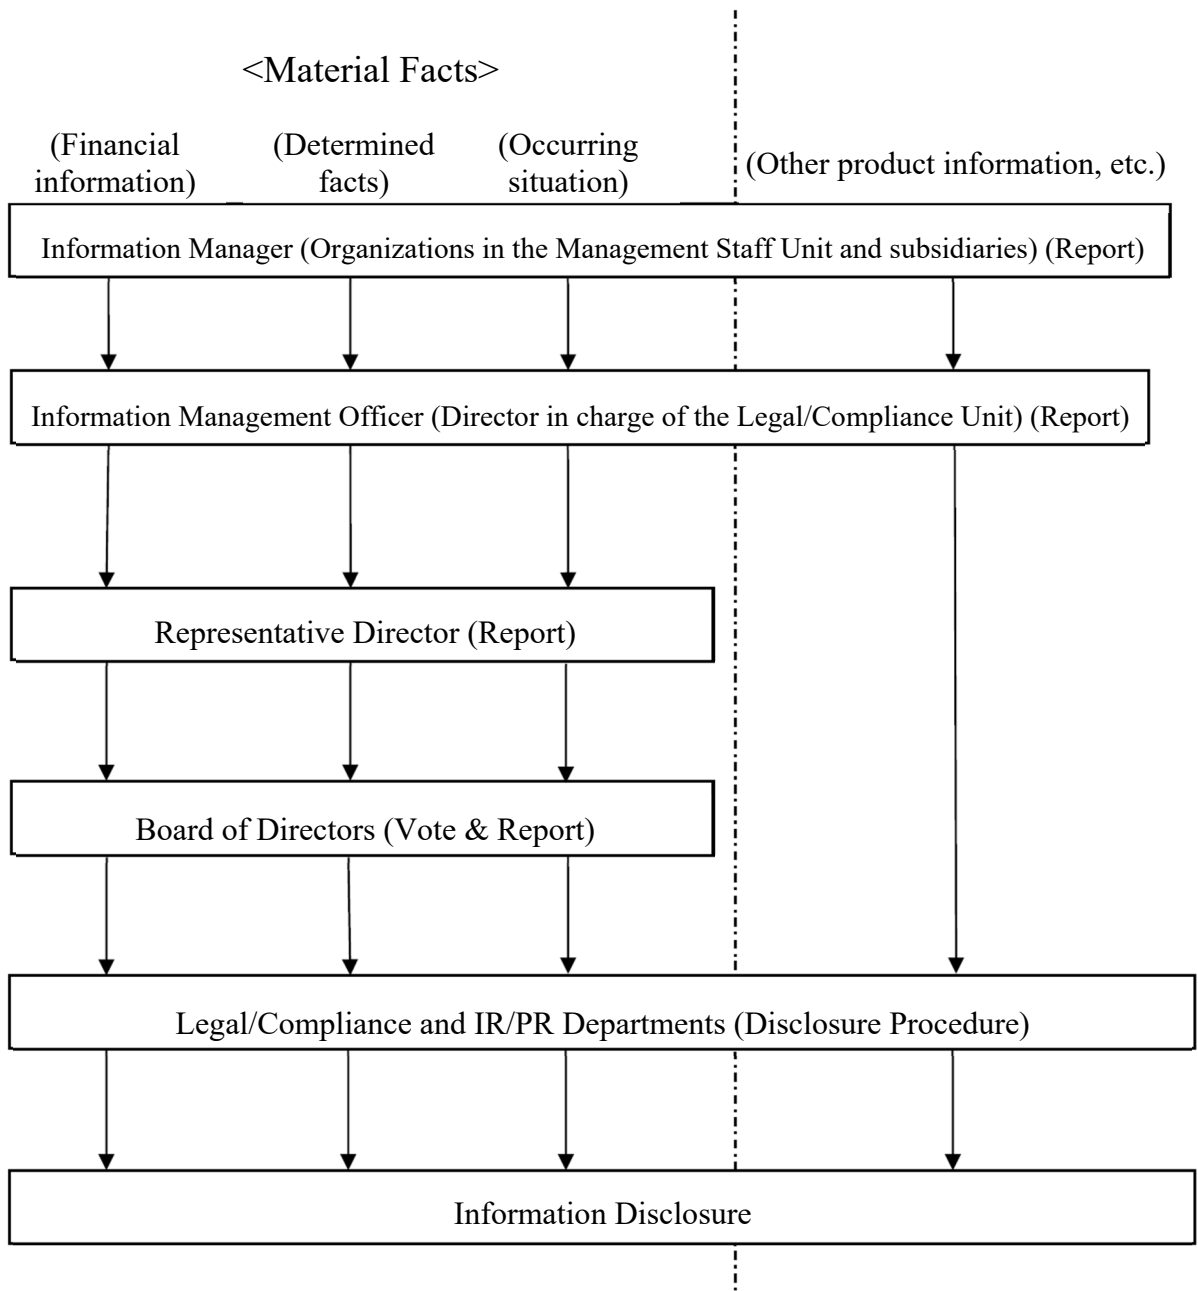 <Material Facts>
(Financial
information)
(Determined
facts)
(Occurring
situation)
(Other product information, etc.)
Information Manager (Organizations in the Management Staff Unit and subsidiaries) (Report)
Information Management Officer (Director in charge of the Legal/Compliance Unit) (Report)
Representative Director (Report)
Board of Directors (Vote & Report)
Legal/Compliance and IR/PR Departments (Disclosure Procedure)
Information Disclosure